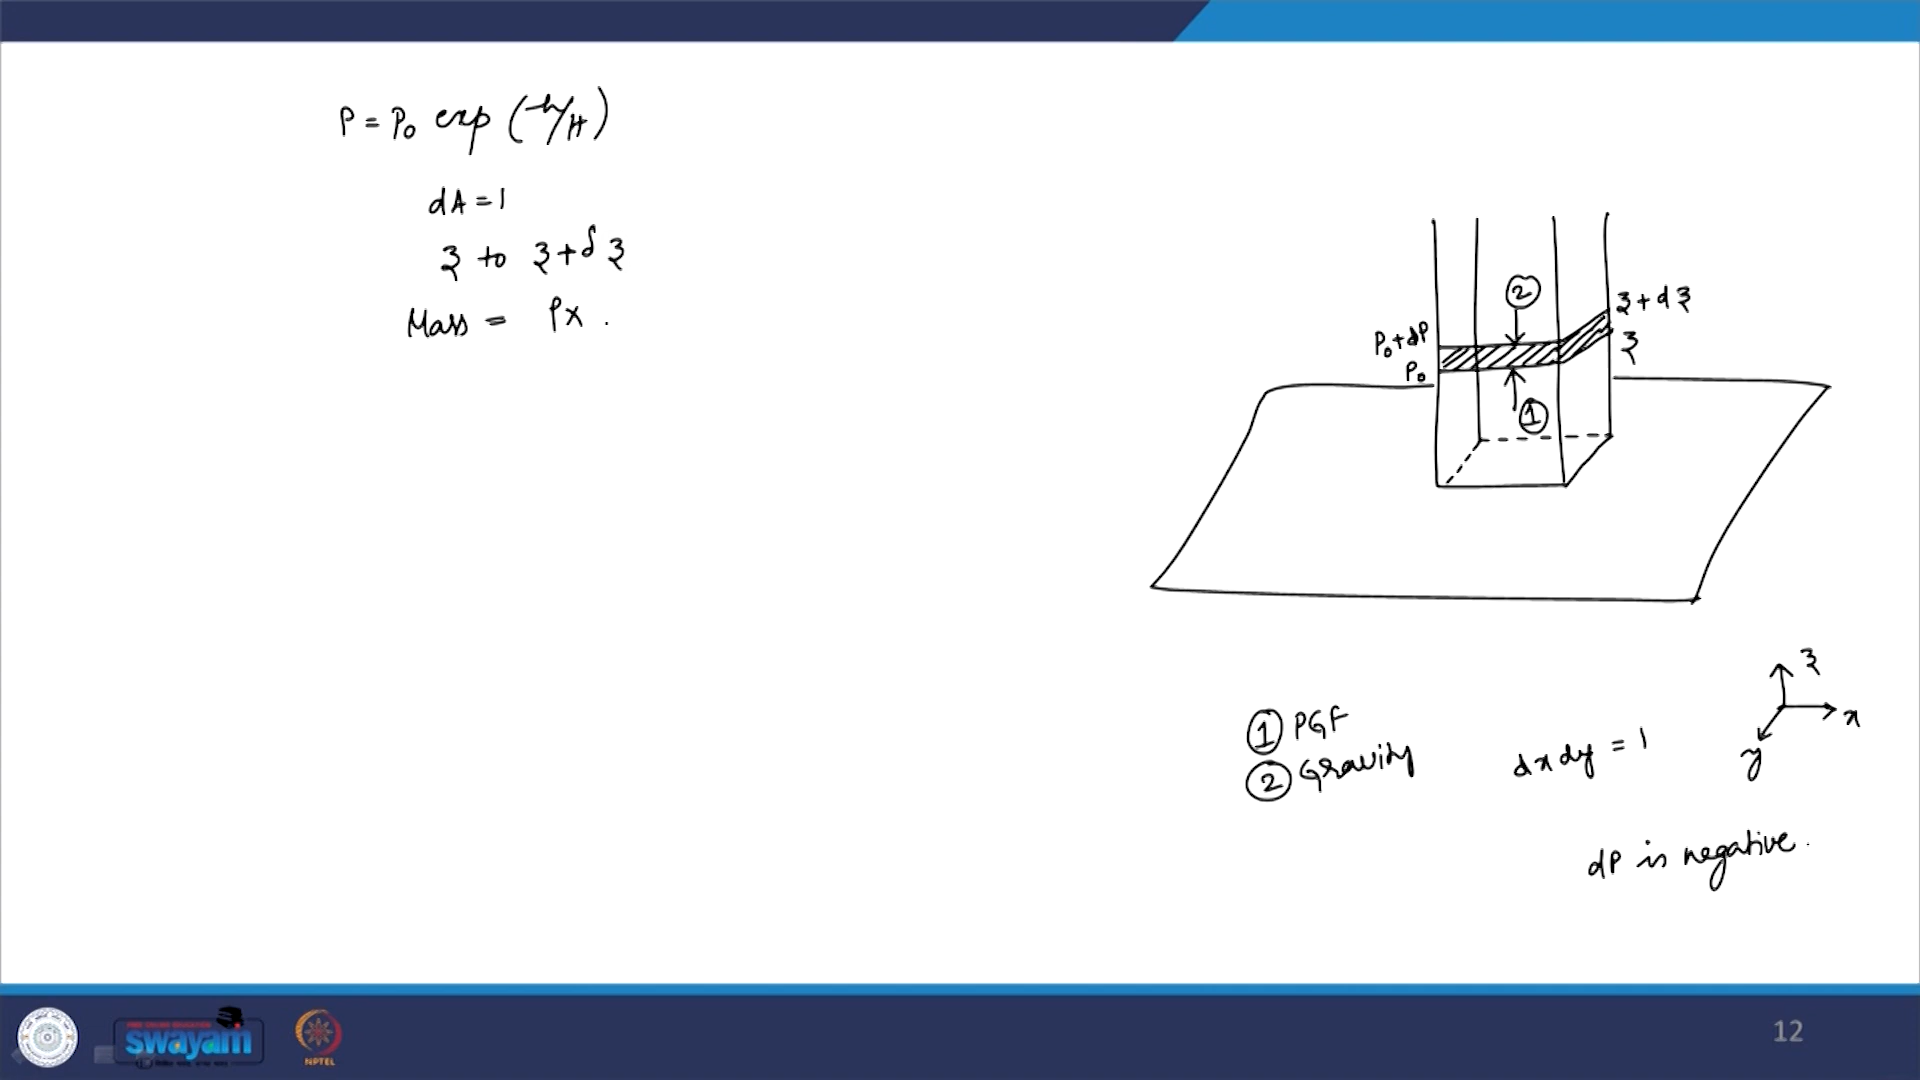 P = P₀ exp (-h/H)
dA = 1
z to z+δz
Mass = ρ× .
2
z+dz
P₀+dP
z
P₀
1
z
x
y
① PGF
② Gravity
dx dy = 1
dP is negative.
swayam
NPTEL
12